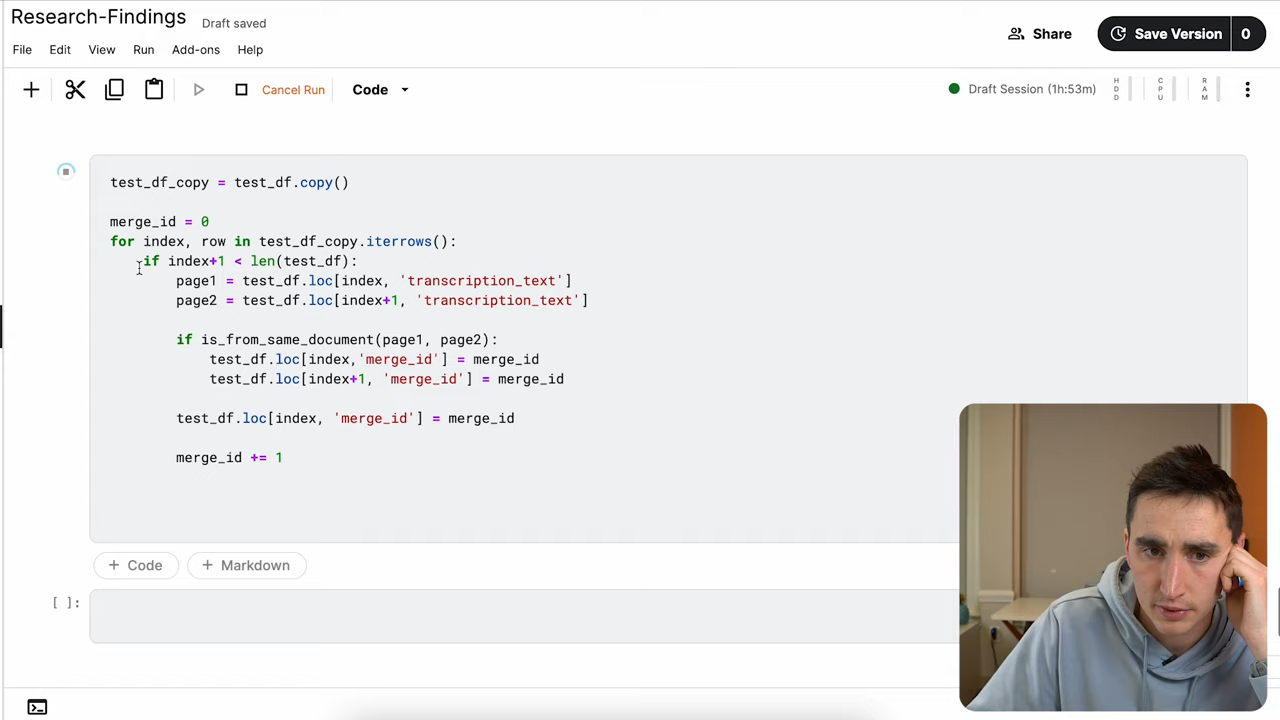 Research-Findings Draft saved
File Edit View Run Add-ons Help
Share
Save Version 0
Cancel Run Code
Draft Session (1h:53m) HDD CPU RAM
test_df_copy = test_df.copy()
merge_id = 0
for index, row in test_df_copy.iterrows():
if index+1 < len(test_df):
page1 = test_df.loc[index, 'transcription_text']
page2 = test_df.loc[index+1, 'transcription_text']
if is_from_same_document(page1, page2):
test_df.loc[index,'merge_id'] = merge_id
test_df.loc[index+1, 'merge_id'] = merge_id
test_df.loc[index, 'merge_id'] = merge_id
merge_id += 1
+ Code + Markdown
[ ]: